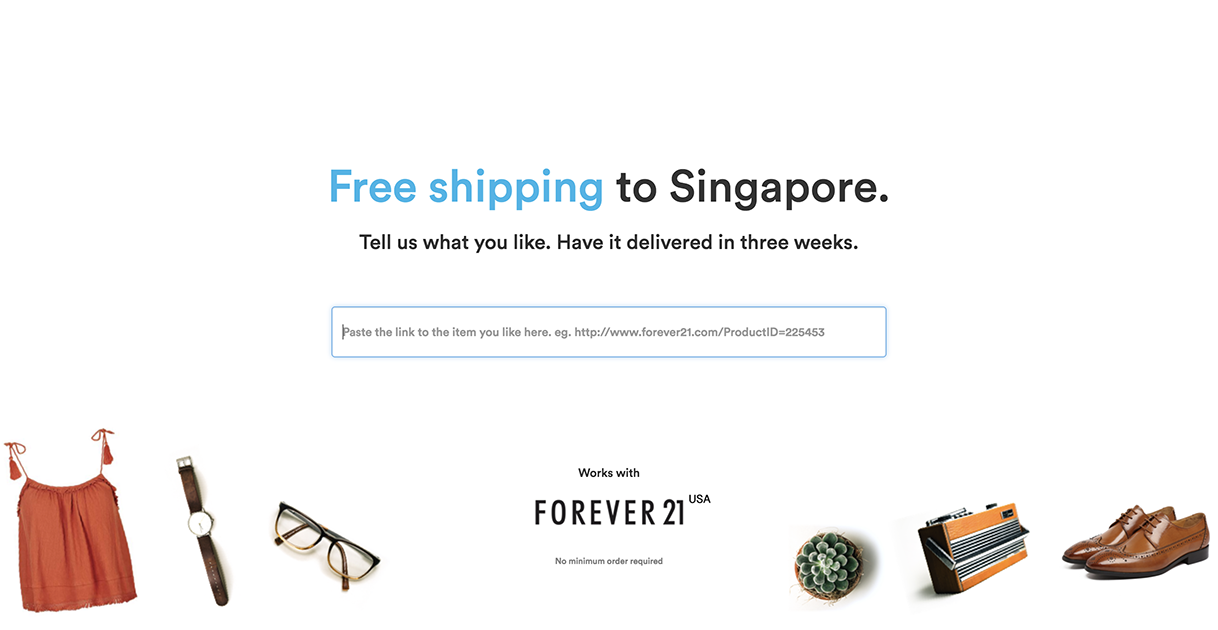 Free shipping to Singapore.
Tell us what you like. Have it delivered in three weeks.
Paste the link to the item you like here. eg. http://www.forever21.com/ProductID=225453
Works with
FOREVER 21 USA
No minimum order required